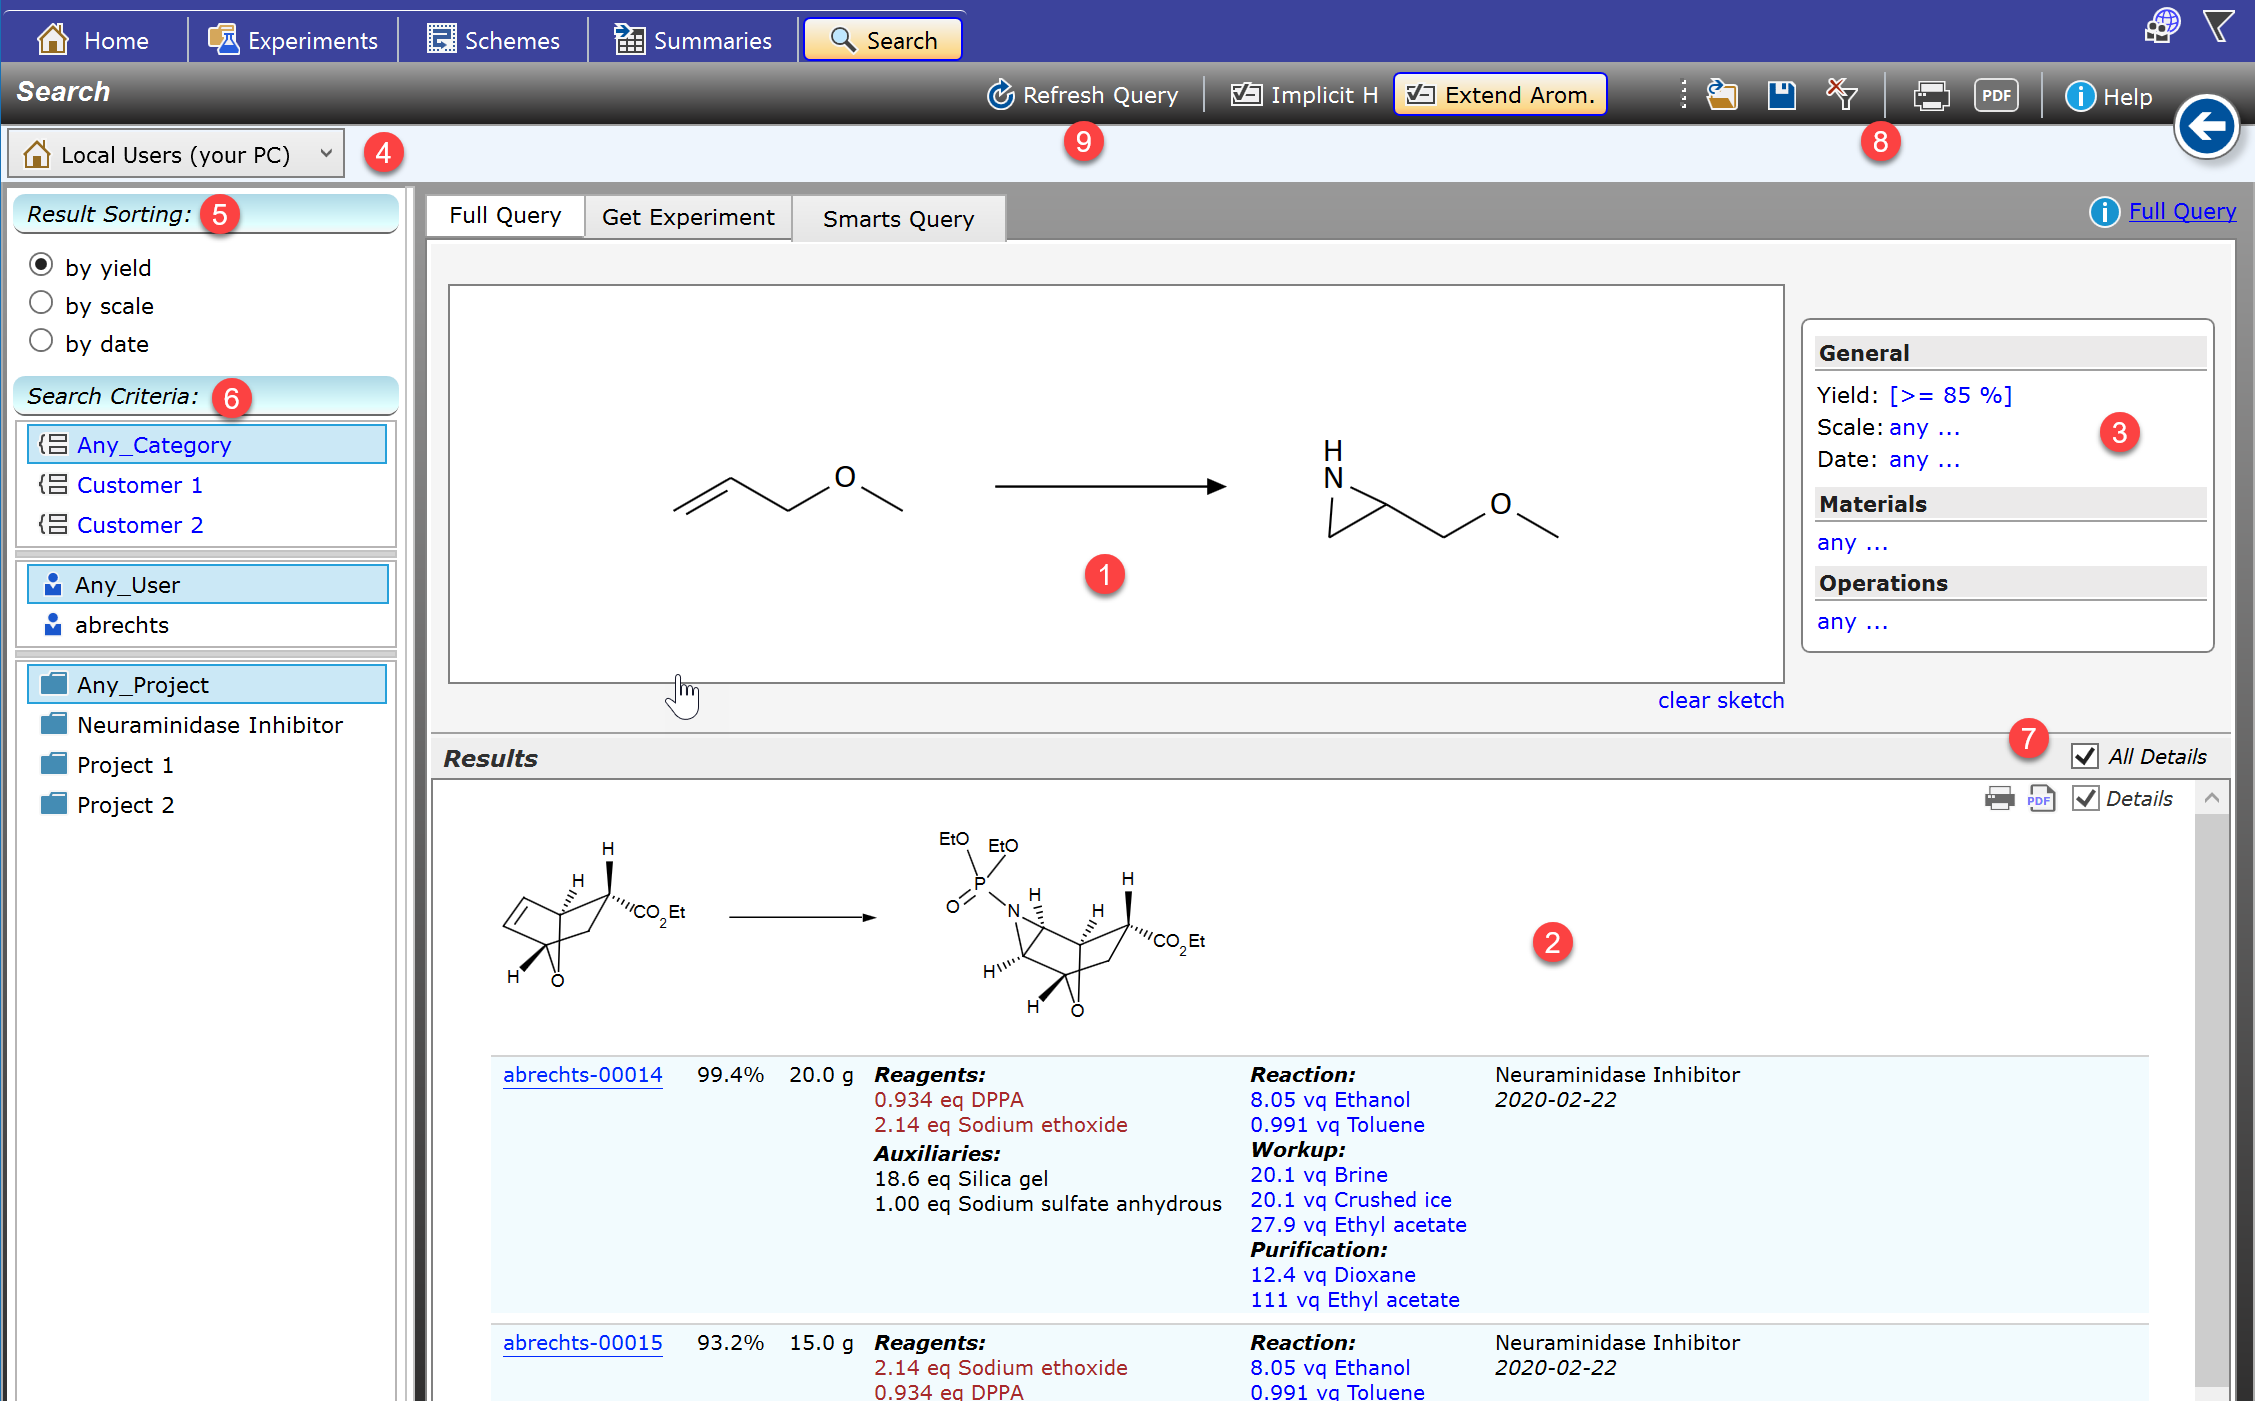 Home
Experiments
Schemes
Summaries
Search
Search
Refresh Query
Implicit H
Extend Arom.
PDF
Help
Local Users (your PC)
4
9
8
Result Sorting:
5
by yield
by scale
by date
Search Criteria:
6
Any_Category
Customer 1
Customer 2
Any_User
abrechts
Any_Project
Neuraminidase Inhibitor
Project 1
Project 2
Full Query
Get Experiment
Smarts Query
Full Query
O
H
N
O
1
clear sketch
General
Yield: [>= 85 %]
Scale: any ...
Date: any ...
3
Materials
any ...
Operations
any ...
Results
7
All Details
PDF
Details
H
H
CO2Et
H
O
EtO
EtO
P
O
N
H
H
H
CO2Et
H
H
O
2
abrechts-00014
99.4%
20.0 g
Reagents:
0.934 eq DPPA
2.14 eq Sodium ethoxide
Auxiliaries:
18.6 eq Silica gel
1.00 eq Sodium sulfate anhydrous
Reaction:
8.05 vq Ethanol
0.991 vq Toluene
Workup:
20.1 vq Brine
20.1 vq Crushed ice
27.9 vq Ethyl acetate
Purification:
12.4 vq Dioxane
111 vq Ethyl acetate
Neuraminidase Inhibitor
2020-02-22
abrechts-00015
93.2%
15.0 g
Reagents:
2.14 eq Sodium ethoxide
0.934 eq DPPA
Reaction:
8.05 vq Ethanol
0.991 vq Toluene
Neuraminidase Inhibitor
2020-02-22